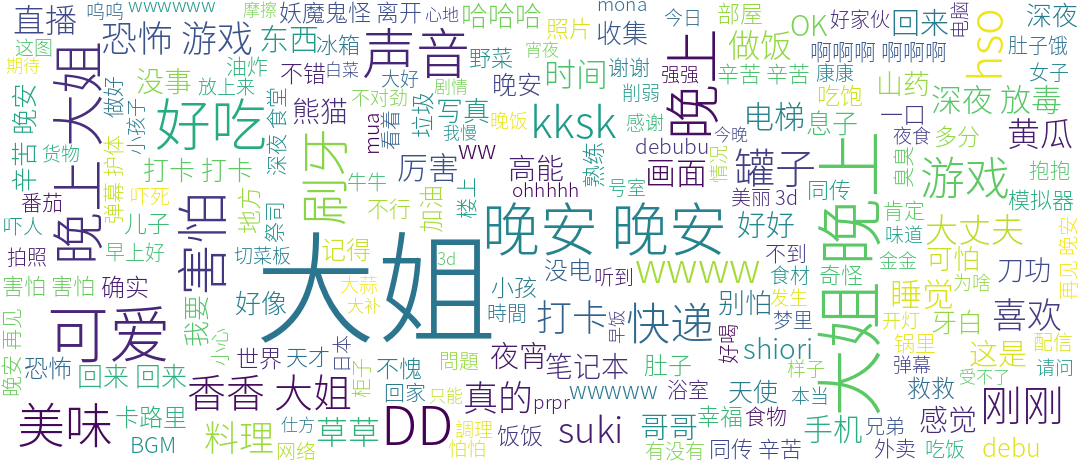 直播
呜呜
wwwwww
摩擦
妖魔鬼怪 离开
心地
哈哈哈
照片
mona
收集
今日
部屋
OK
好家伙
回来
电脑
深夜
这图
期待
恐怖 游戏
东西
冰箱
声音
野菜
宵夜
时间
谢谢
晚上
做饭
啊啊啊 啊啊啊
hso
肚子饿
晚安
没事
油炸
不错
白菜
大好
剧情
晚安
强强
辛苦 辛苦
康康
山药
女子
做好
放上来
食堂
熊猫
不对劲
垃圾
写真
削弱
电梯
吃饱
深夜 放毒
晚上 大姐
小孩子
好吃
mua
看着
我慢
晚饭
kksk
感谢
今晚
息子
一口
黄瓜
辛苦 晚安
货物
护体
打卡 打卡
深夜
刷牙
厉害
ww
熟练
debubu
画面
情况
罐子
夜食
多分
游戏
番茄
弹幕
吓死
害怕
牛牛
高能
ohhhhh
号室
美丽
3d
同传
臭臭
抱抱
模拟器
吓人
儿子
地方
祭司
不行
加油
楼上
晚安 晚安
好好
大姐 晚上
肯定
味道
大丈夫
拍照
早上好
切菜板
记得
大姐
3d
没电
听到
wwww
不到
食材
奇怪
金金
可怕
刀功
再见 晚安
害怕 害怕
确实
我要
好像
大蒜
大补
小孩
时間
打卡
早饭
快递
别怕
发生
梦里
睡觉
为啥
喜欢
可爱
小心
世界
天才
日本
不愧
問題
夜宵
笔记本
肚子
好喝
shiori
开灯
牙白
配信
晚安 再见
恐怖
回来 回来
香香 大姐
柜子
回家
只能
真的
prpr
wwwww
浴室
天使
样子
本当
弹幕
锅里
这是
受不了
请问
美味
卡路里
BGM
料理
仕方
网络
草草
DD
調理
怕怕
饭饭
suki
哥哥
有没有
幸福
食物
同传 辛苦
手机
兄弟
外卖
救救
感觉
吃饭
刚刚
debu